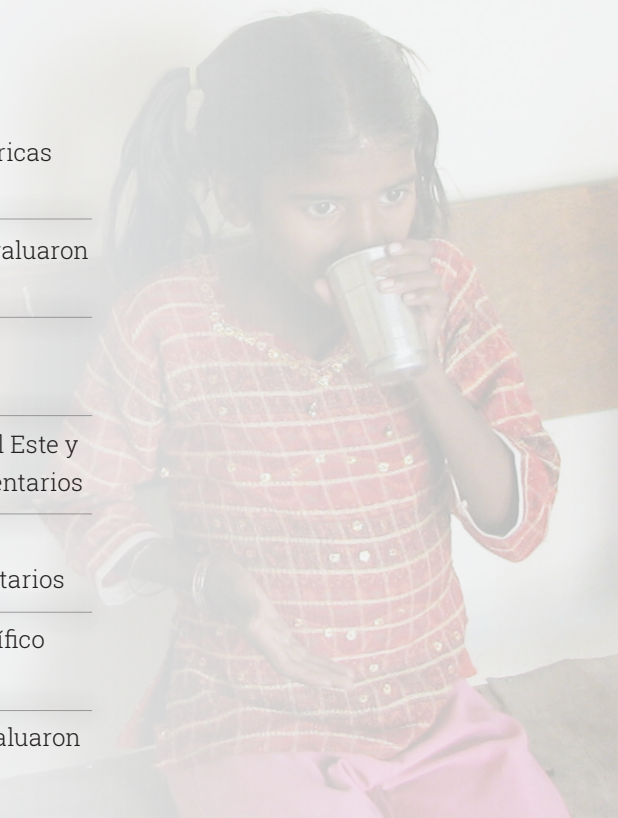 ricas
aluaron
l Este y
entarios
tarios
ífico
aluaron